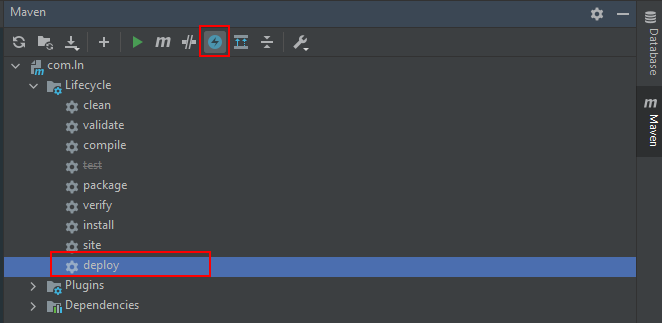 Maven
com.ln
Lifecycle
clean
validate
compile
test
package
verify
install
site
deploy
Plugins
Dependencies
Database
m Maven